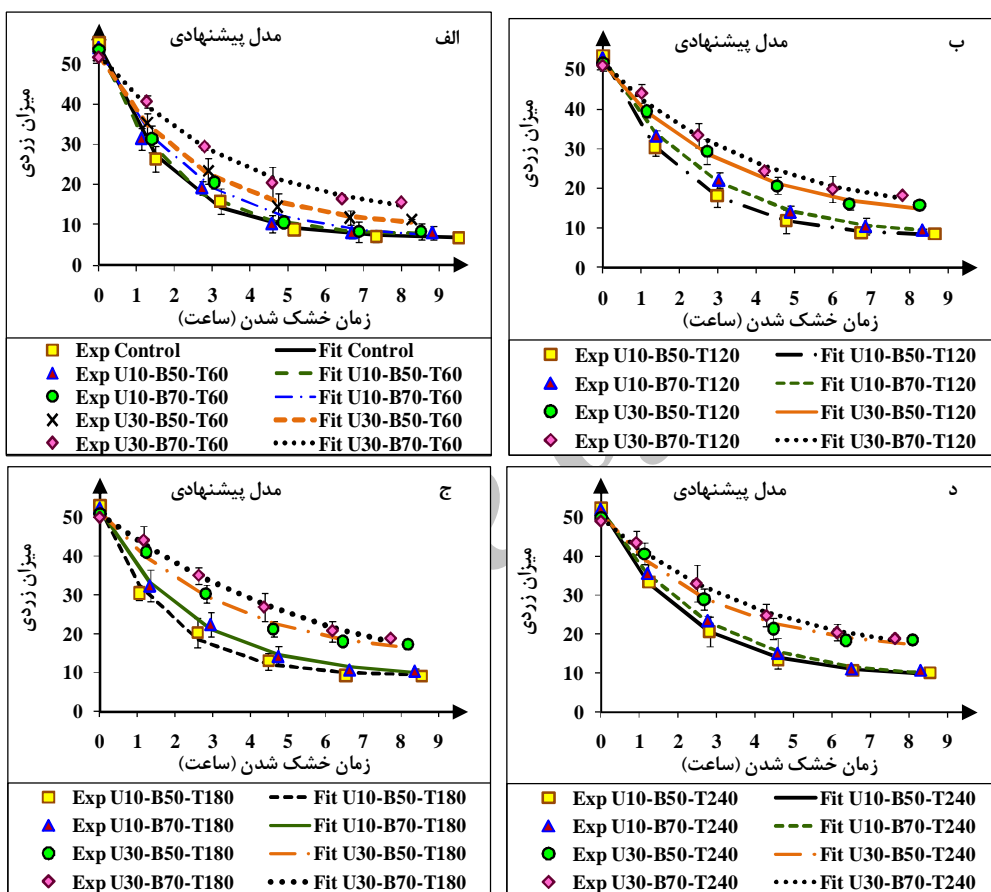 مدل پیشنهادی
الف
میزان زردی
50
40
30
20
10
0
0 1 2 3 4 5 6 7 8 9
زمان خشک شدن (ساعت)
Exp Control Fit Control
Exp U10-B50-T60 Fit U10-B50-T60
Exp U10-B70-T60 Fit U10-B70-T60
Exp U30-B50-T60 Fit U30-B50-T60
Exp U30-B70-T60 Fit U30-B70-T60
مدل پیشنهادی
ب
میزان زردی
50
40
30
20
10
0
0 1 2 3 4 5 6 7 8 9
زمان خشک شدن (ساعت)
Exp U10-B50-T120 Fit U10-B50-T120
Exp U10-B70-T120 Fit U10-B70-T120
Exp U30-B50-T120 Fit U30-B50-T120
Exp U30-B70-T120 Fit U30-B70-T120
مدل پیشنهادی
ج
میزان زردی
50
40
30
20
10
0
0 1 2 3 4 5 6 7 8 9
زمان خشک شدن (ساعت)
Exp U10-B50-T180 Fit U10-B50-T180
Exp U10-B70-T180 Fit U10-B70-T180
Exp U30-B50-T180 Fit U30-B50-T180
Exp U30-B70-T180 Fit U30-B70-T180
مدل پیشنهادی
د
میزان زردی
50
40
30
20
10
0
0 1 2 3 4 5 6 7 8 9
زمان خشک شدن (ساعت)
Exp U10-B50-T240 Fit U10-B50-T240
Exp U10-B70-T240 Fit U10-B70-T240
Exp U30-B50-T240 Fit U30-B50-T240
Exp U30-B70-T240 Fit U30-B70-T240